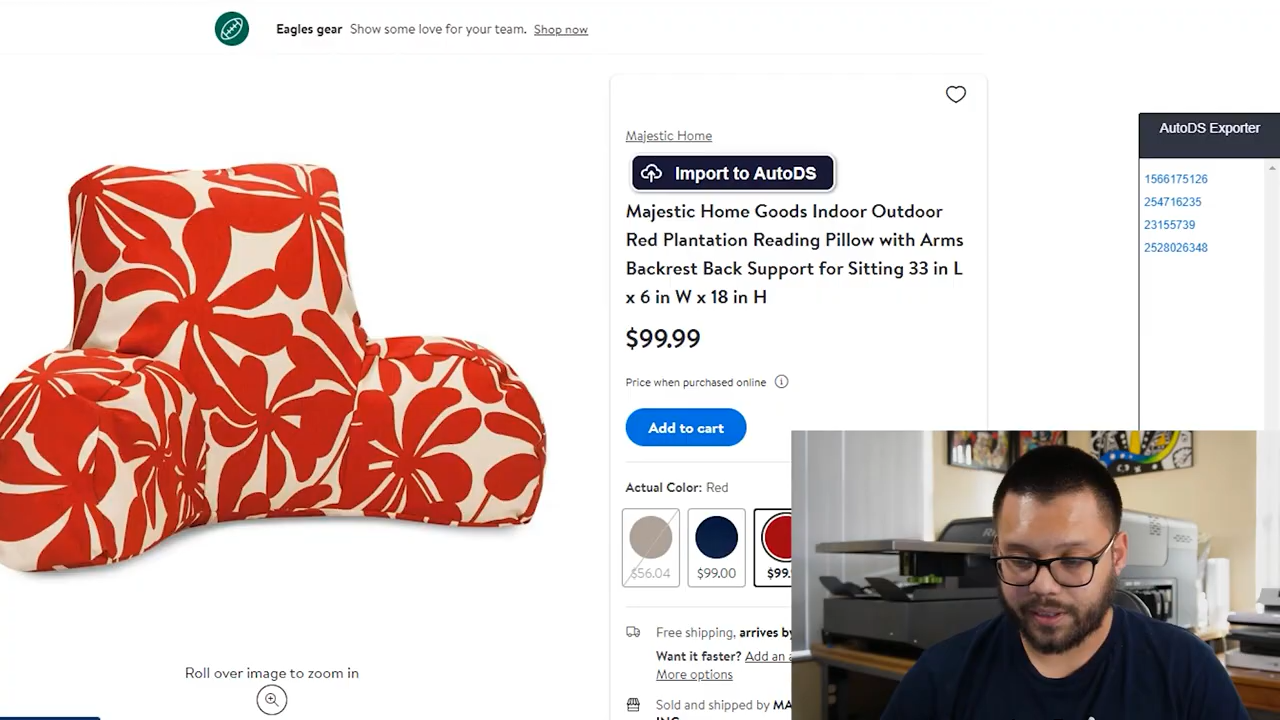 Eagles gear Show some love for your team. Shop now
Majestic Home
Import to AutoDS
Majestic Home Goods Indoor Outdoor
Red Plantation Reading Pillow with Arms
Backrest Back Support for Sitting 33 in L
x 6 in W x 18 in H
$99.99
Price when purchased online
Add to cart
Actual Color: Red
$56.04
$99.00
$99.
Free shipping, arrives by
Want it faster? Add an a
More options
Sold and shipped by MA
INC.
Roll over image to zoom in
AutoDS Exporter
1566175126
254716235
23155739
2528026348